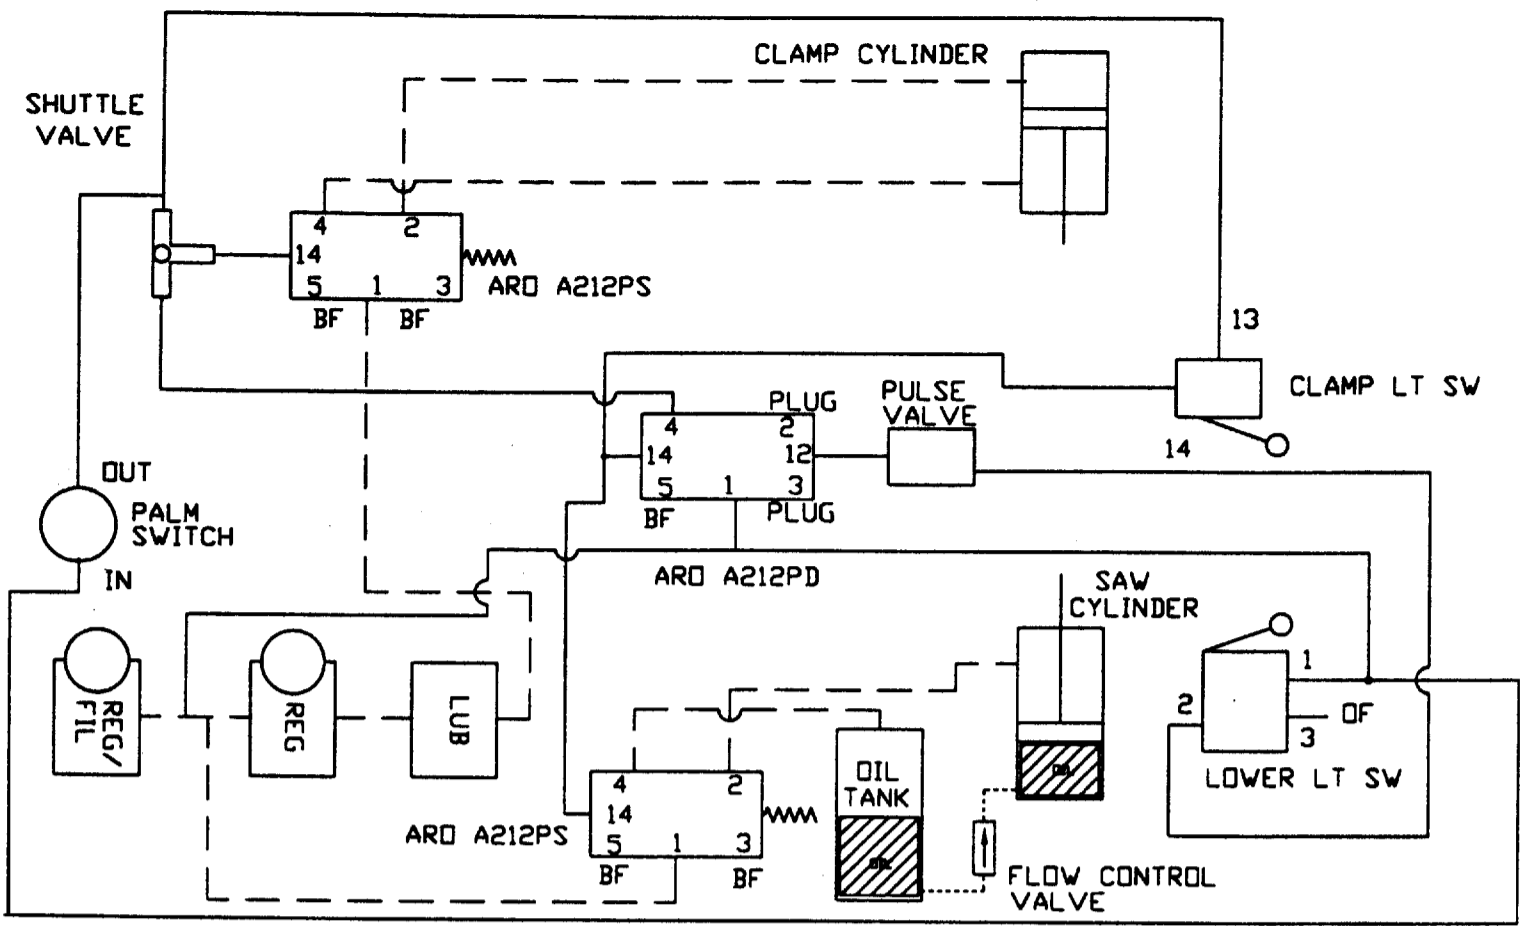 CLAMP CYLINDER
SHUTTLE
VALVE
4
2
14
5
1
3
ARO A212PS
BF
BF
13
CLAMP LT SW
14
PULSE
VALVE
PLUG
4
2
14
12
5
1
3
BF
PLUG
ARO A212PD
OUT
PALM
SWITCH
IN
SAW
CYLINDER
REG/
FIL
REG
LUB
1
2
OF
3
LOWER LT SW
4
2
14
5
1
3
ARO A212PS
BF
BF
OIL
TANK
FLOW CONTROL
VALVE